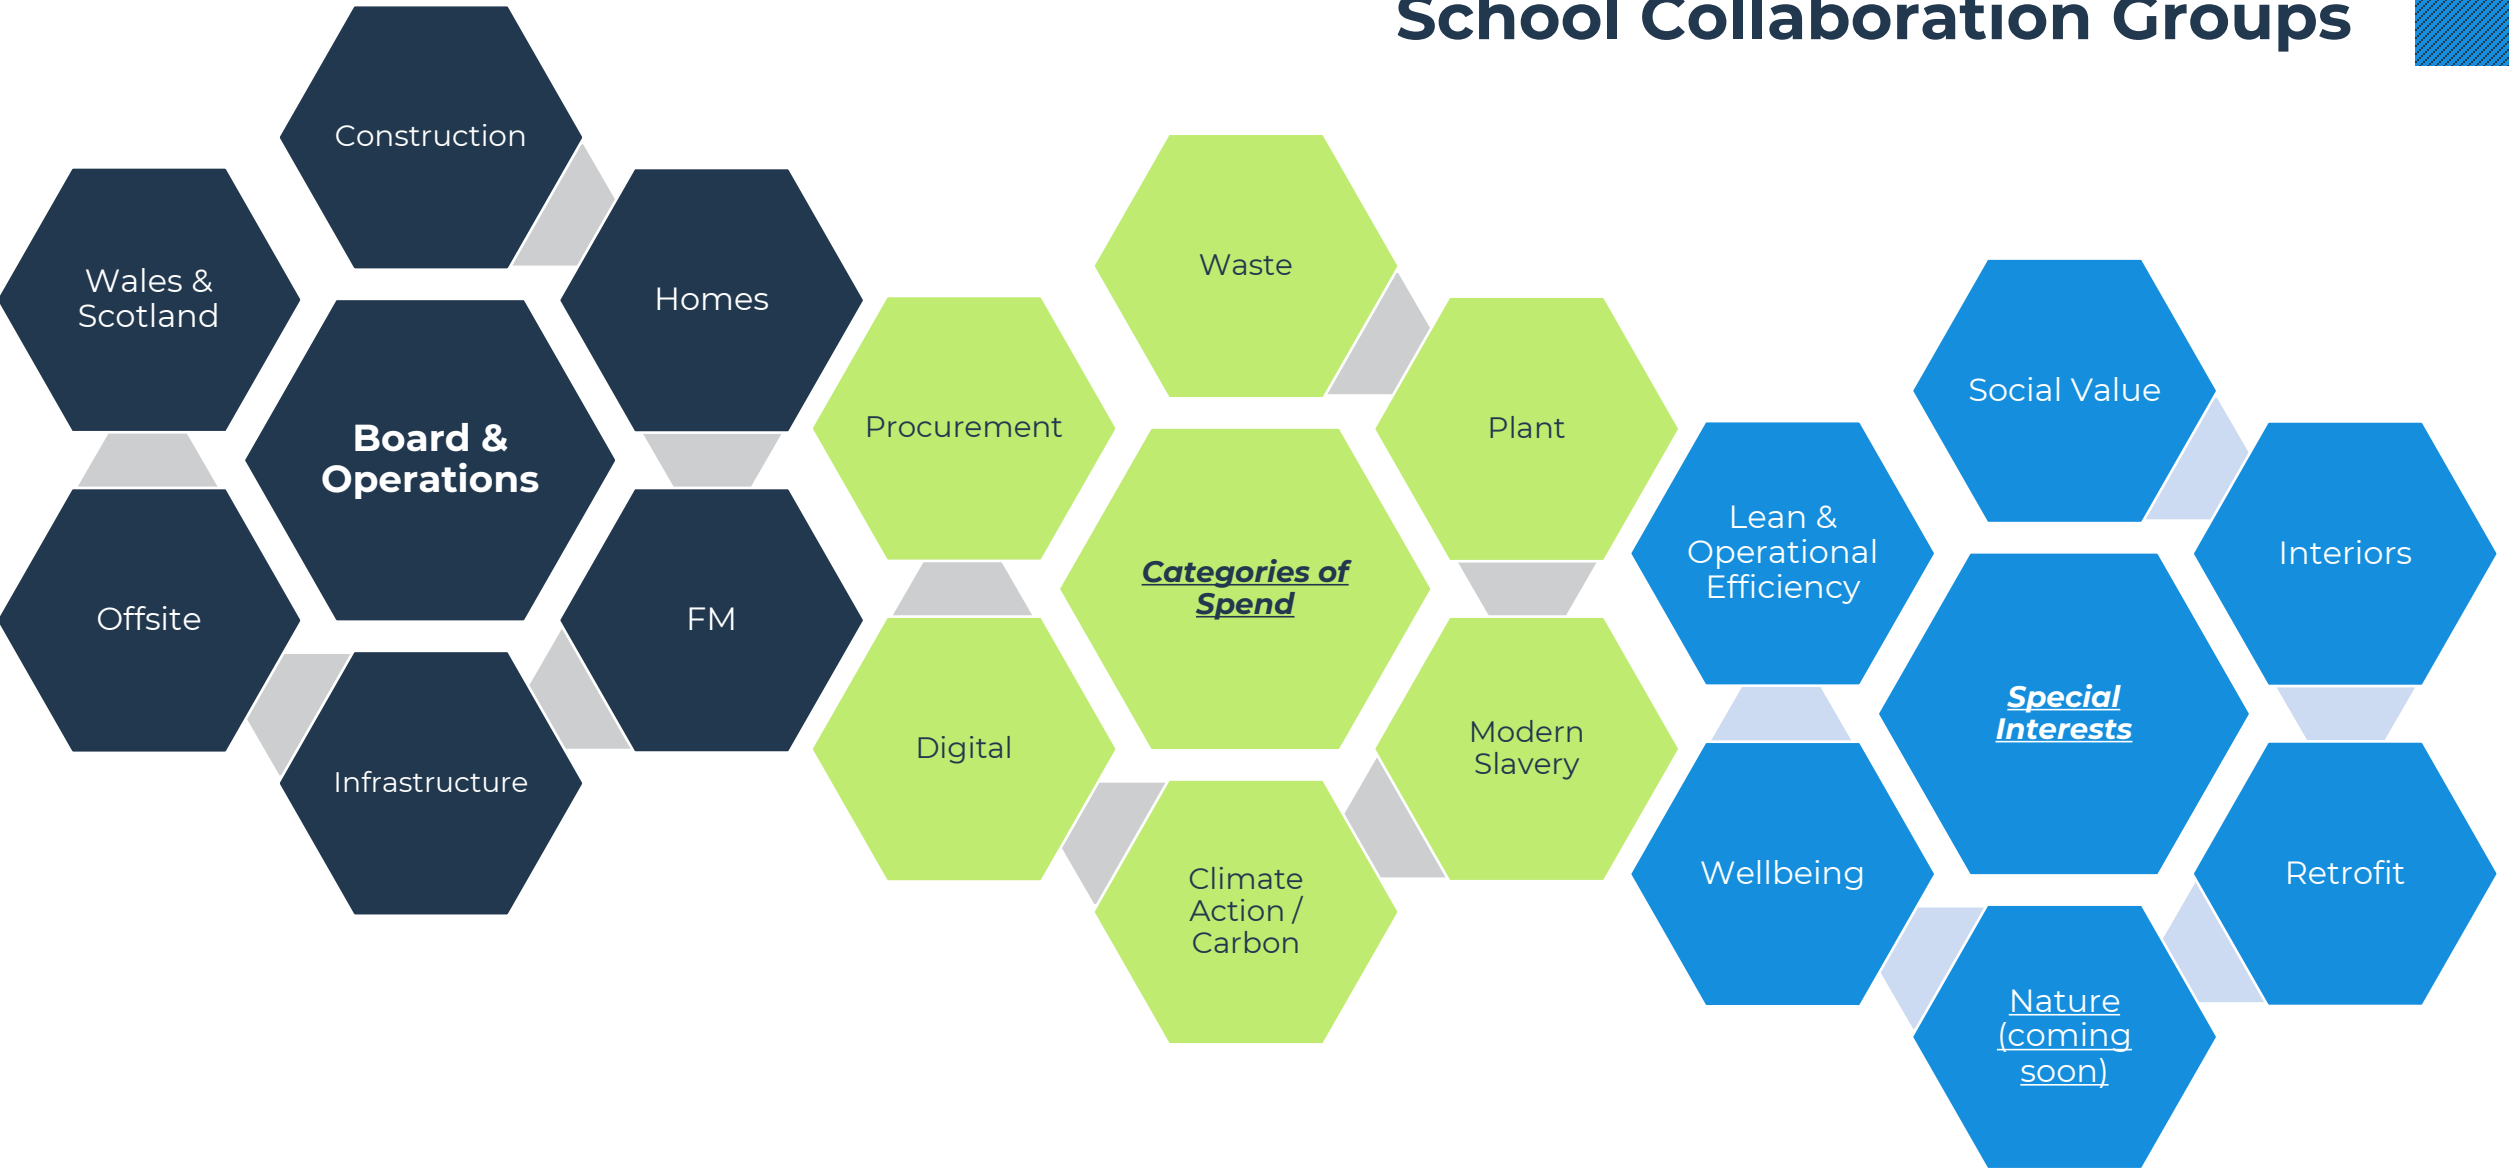 School Collaboration Groups
Construction
Wales &
Scotland
Homes
Board &
Operations
Offsite
FM
Infrastructure
Waste
Procurement
Plant
Categories of
Spend
Digital
Modern
Slavery
Climate
Action /
Carbon
Social Value
Lean &
Operational
Efficiency
Interiors
Special
Interests
Wellbeing
Retrofit
Nature
(coming
soon)